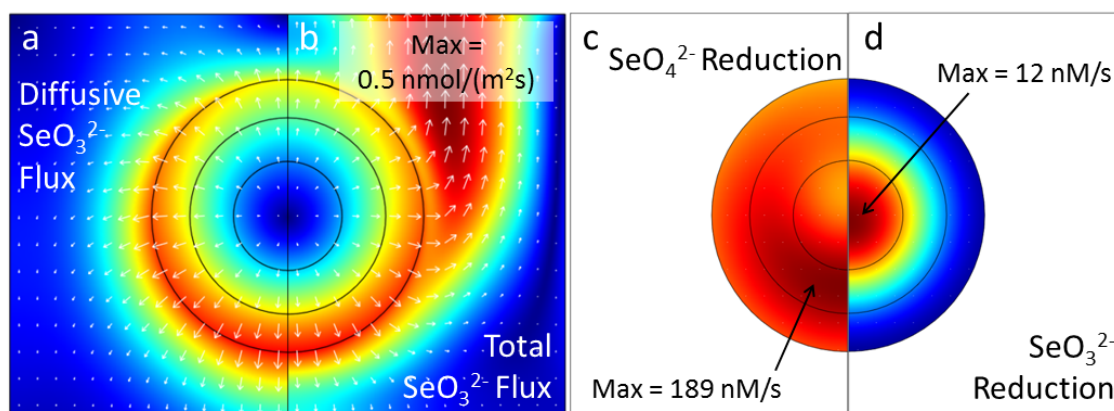 a
b
Max =
0.5 nmol/(m²s)
Diffusive
SeO₃²⁻
Flux
Total
SeO₃²⁻ Flux
c
d
SeO₄²⁻ Reduction
Max = 12 nM/s
Max = 189 nM/s
SeO₃²⁻
Reduction